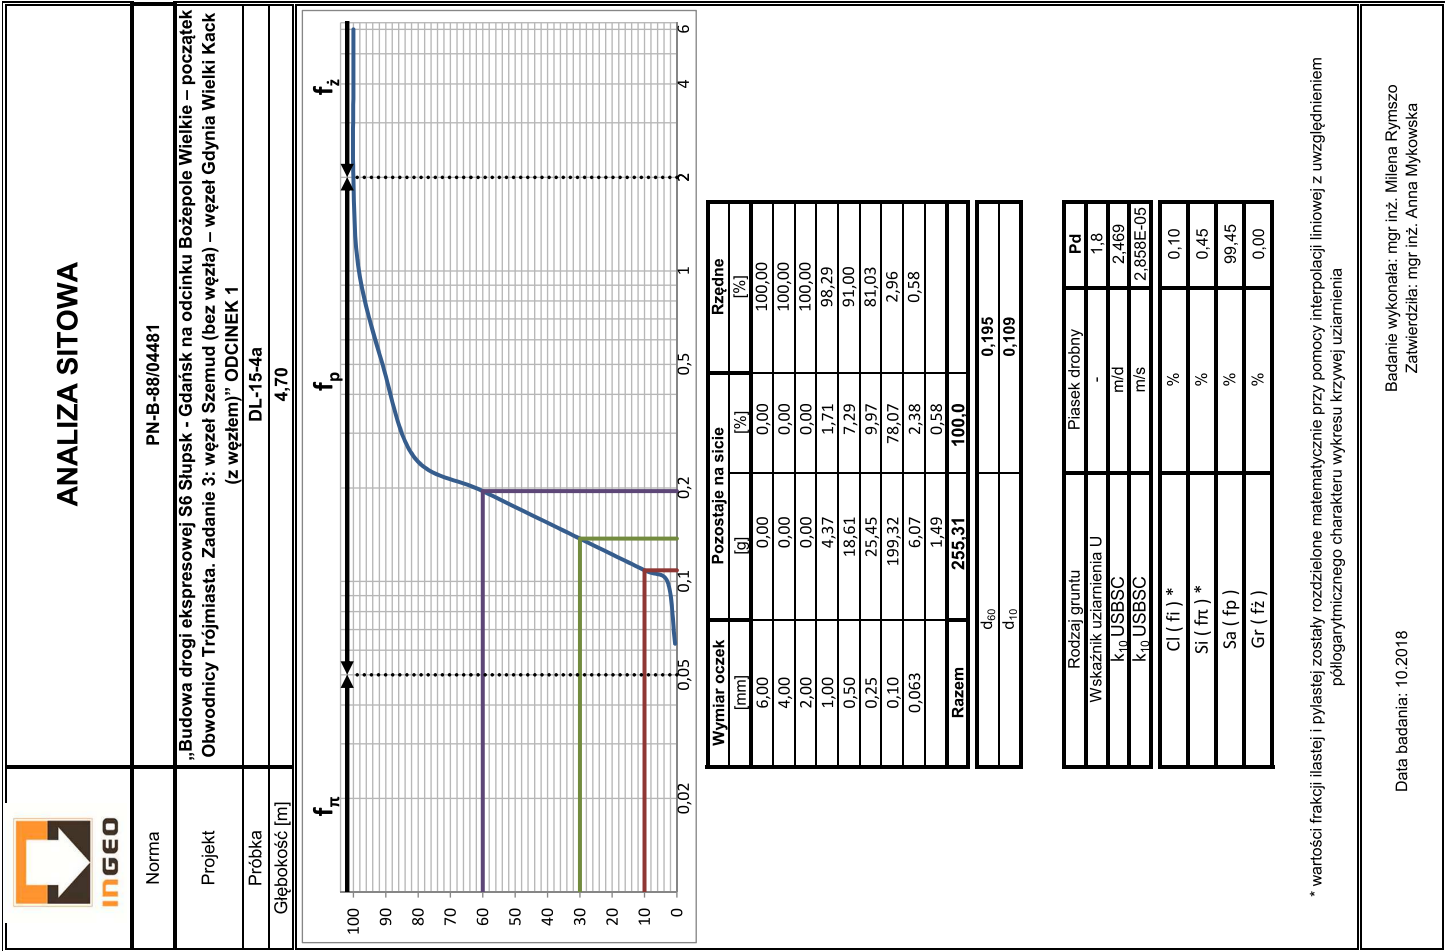 INGEO
ANALIZA SITOWA
Norma PN-B-88/04481
Projekt „Budowa drogi ekspresowej S6 Słupsk - Gdańsk na odcinku Bożepole Wielkie – początek
Obwodnicy Trójmiasta. Zadanie 3: węzeł Szemud (bez węzła) – węzeł Gdynia Wielki Kack
(z węzłem)” ODCINEK 1
Próbka DL-15-4a
Głębokość [m] 4,70
fπ fp fż
100
90
80
70
60
50
40
30
20
10
0
0,02 0,05 0,1 0,2 0,5 1 2 4 6
Wymiar oczek Pozostaje na sicie Rzędne
[mm] [g] [%] [%]
6,00 0,00 0,00 100,00
4,00 0,00 0,00 100,00
2,00 0,00 0,00 100,00
1,00 4,37 1,71 98,29
0,50 18,61 7,29 91,00
0,25 25,45 9,97 81,03
0,10 199,32 78,07 2,96
0,063 6,07 2,38 0,58
1,49 0,58
Razem 255,31 100,0
d60 0,195
d10 0,109
Rodzaj gruntu Piasek drobny Pd
Wskaźnik uziarnienia U - 1,8
k10 USBSC m/d 2,469
k10 USBSC m/s 2,858E-05
Cl ( fi ) * % 0,10
Si ( fπ ) * % 0,45
Sa ( fp ) % 99,45
Gr ( fż ) % 0,00
* wartości frakcji ilastej i pylastej zostały rozdzielone matematycznie przy pomocy interpolacji liniowej z uwzględnieniem
półlogarytmicznego charakteru wykresu krzywej uziarnienia
Data badania: 10.2018
Badanie wykonała: mgr inż. Milena Rymszo
Zatwierdziła: mgr inż. Anna Mykowska